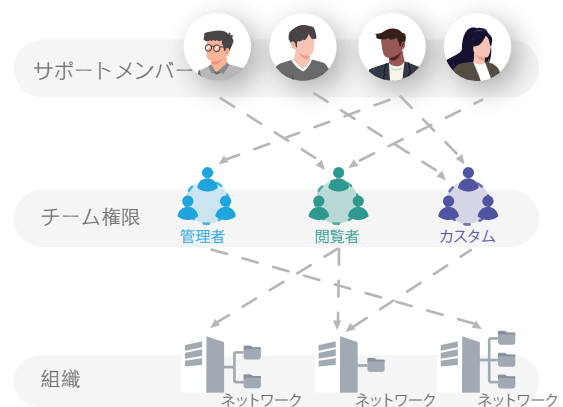 サポートメンバー
チーム権限
管理者
閲覧者
カスタム
組織
ネットワーク
ネットワーク
ネットワーク